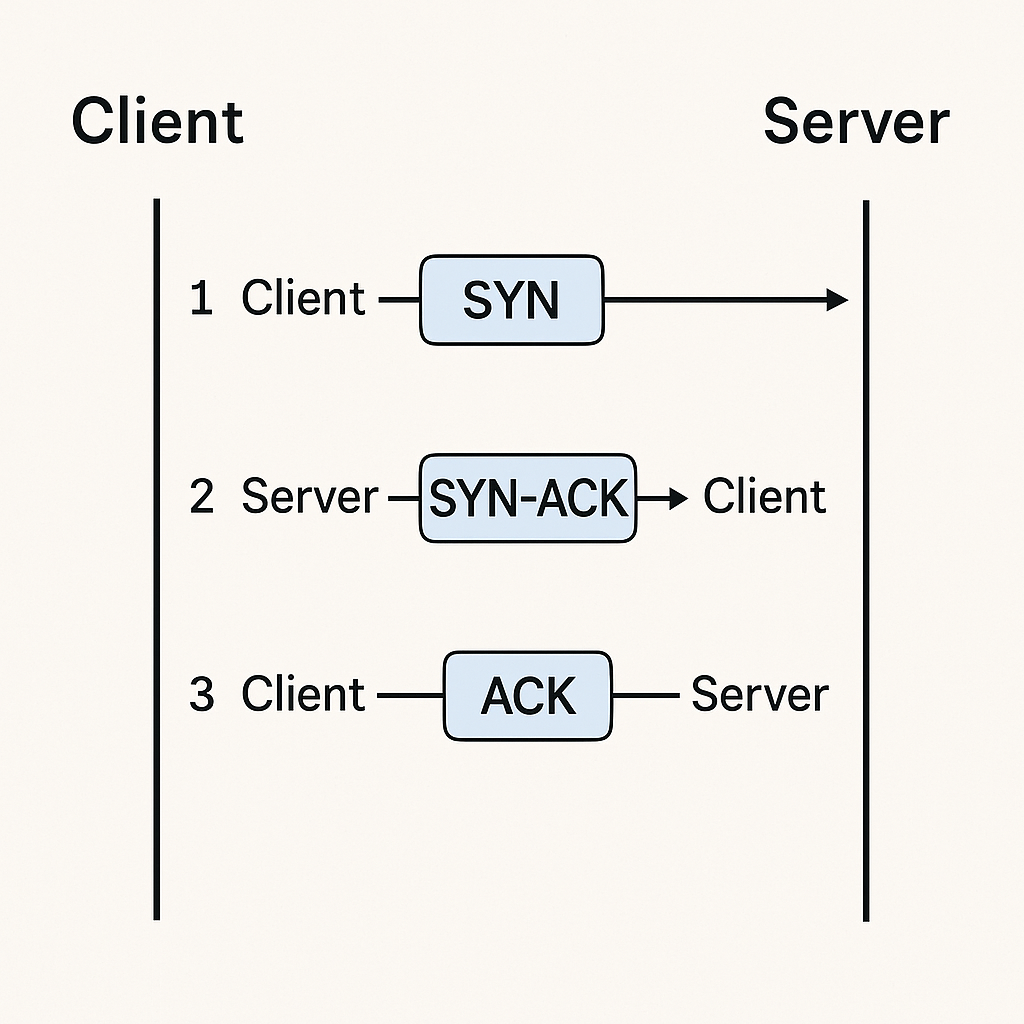 Client Server
1 Client SYN
2 Server SYN-ACK Client
3 Client ACK Server